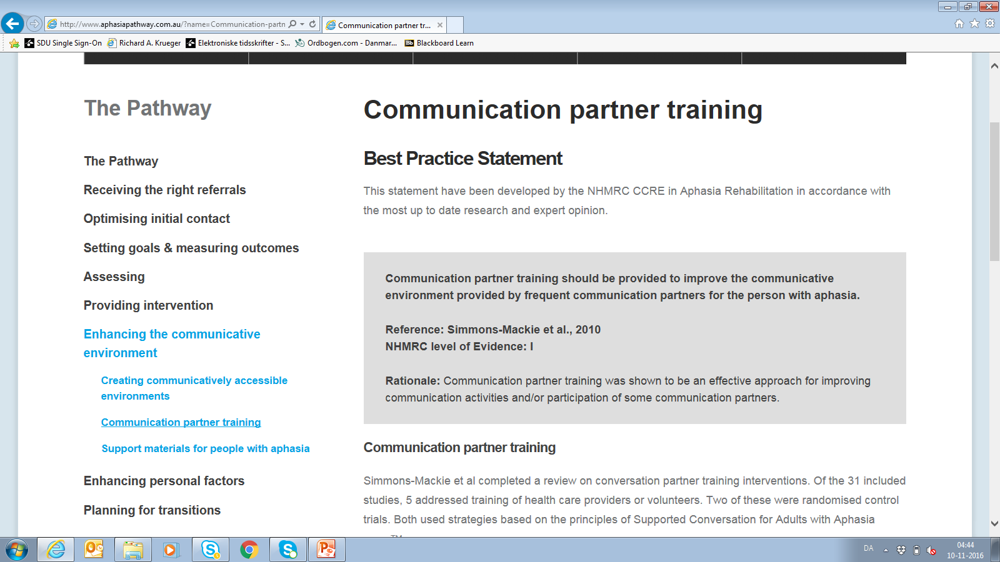 http://www.aphasiapathway.com.au/?name=Communication-partn
Communication partner tr...
SDU Single Sign-On
Richard A. Krueger
Elektroniske tidsskrifter - S...
Ordbogen.com - Danmar...
Bb Blackboard Learn
The Pathway
The Pathway
Receiving the right referrals
Optimising initial contact
Setting goals & measuring outcomes
Assessing
Providing intervention
Enhancing the communicative
environment
Creating communicatively accessible
environments
Communication partner training
Support materials for people with aphasia
Enhancing personal factors
Planning for transitions
Communication partner training
Best Practice Statement
This statement have been developed by the NHMRC CCRE in Aphasia Rehabilitation in accordance with
the most up to date research and expert opinion.
Communication partner training should be provided to improve the communicative
environment provided by frequent communication partners for the person with aphasia.
Reference: Simmons-Mackie et al., 2010
NHMRC level of Evidence: I
Rationale: Communication partner training was shown to be an effective approach for improving
communication activities and/or participation of some communication partners.
Communication partner training
Simmons-Mackie et al completed a review on conversation partner training interventions. Of the 31 included
studies, 5 addressed training of health care providers or volunteers. Two of these were randomised control
trials. Both used strategies based on the principles of Supported Conversation for Adults with Aphasia
TM
DA
04:44
10-11-2016